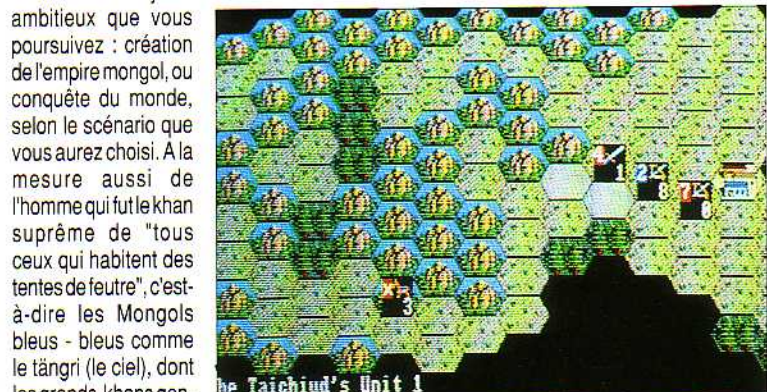 ambitieux que vous
poursuivez : création
de l'empire mongol, ou
conquête du monde,
selon le scénario que
vous aurez choisi. A la
mesure aussi de
l'homme qui fut le khan
suprême de "tous
ceux qui habitent des
tentes de feutre", c'est-
à-dire les Mongols
bleus - bleus comme
le tängri (le ciel), dont
4
1
2
8
7
8
X
3
he Taichiud's Unit 1